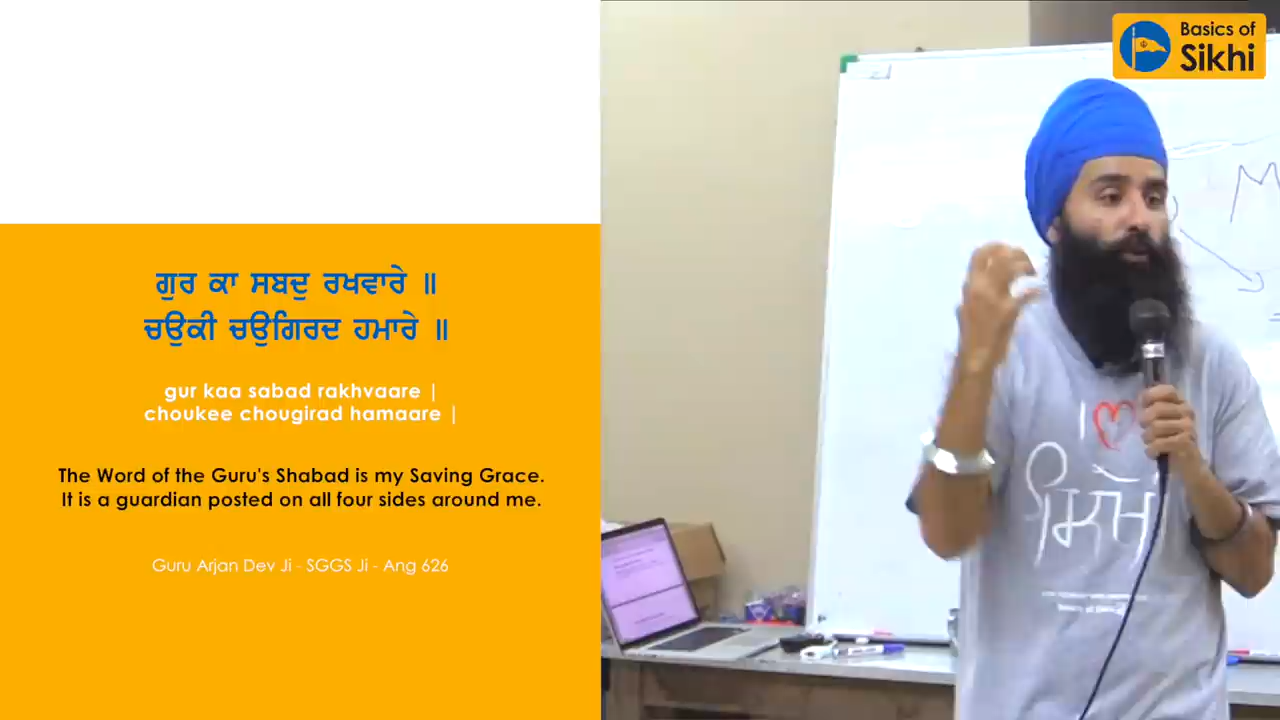 ਗੁਰ ਕਾ ਸਬਦੁ ਰਖਵਾਰੇ ॥
ਚਉਕੀ ਚਉਗਿਰਦ ਹਮਾਰੇ ॥
gur kaa sabad rakhvaare |
choukee chougirad hamaare |
The Word of the Guru's Shabad is my Saving Grace.
It is a guardian posted on all four sides around me.
Guru Arjan Dev Ji - SGGS Ji - Ang 626
Basics of
Sikhi
M
I
ਸਿੱਖੀ